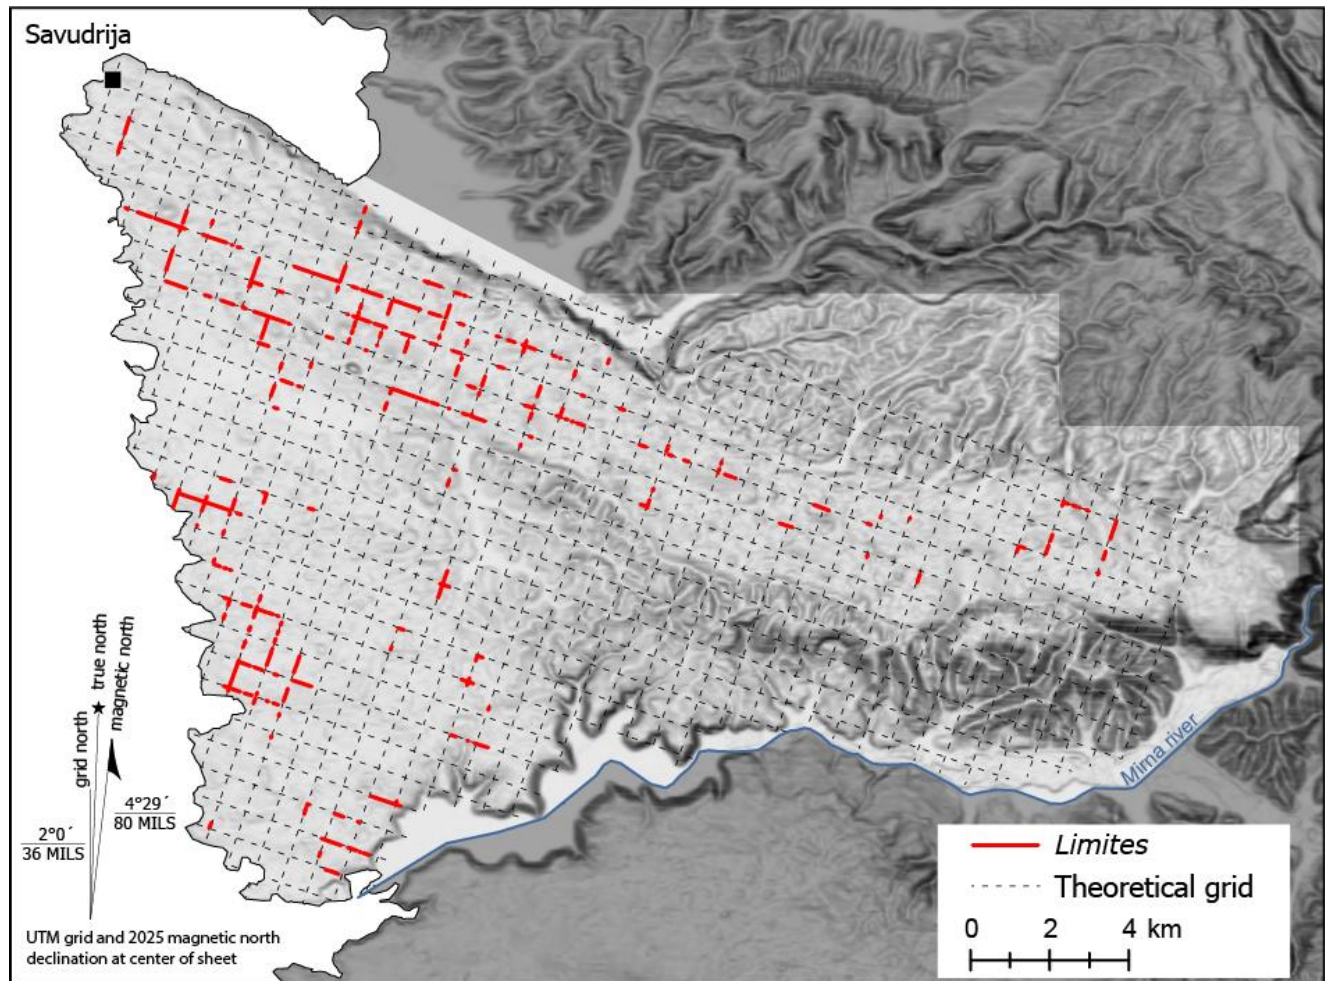 Savudrija
grid north
true north
magnetic north
4°29´
80 MILS
2°0´
36 MILS
UTM grid and 2025 magnetic north
declination at center of sheet
Mirna river
Limites
Theoretical grid
0 2 4 km